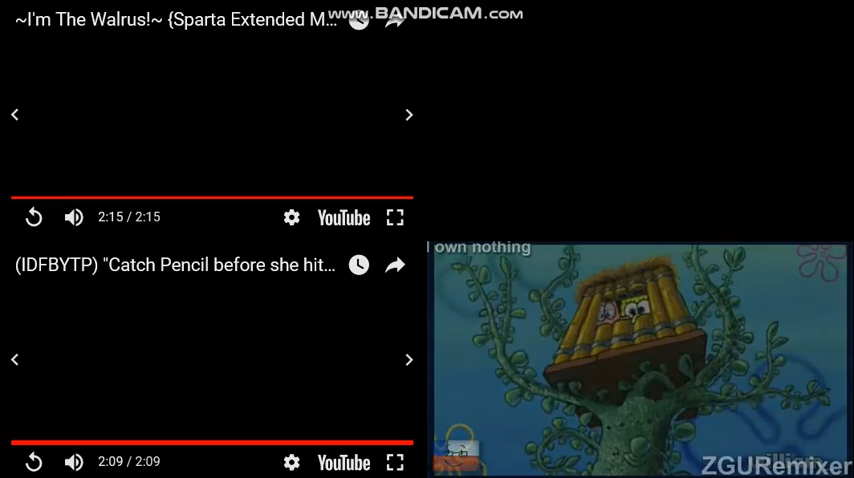 ~I'm The Walrus!~ {Sparta Extended M...
www.BANDICAM.com
2:15 / 2:15
YouTube
I own nothing
(IDFBYTP) "Catch Pencil before she hit...
2:09 / 2:09
YouTube
ZGURemixer